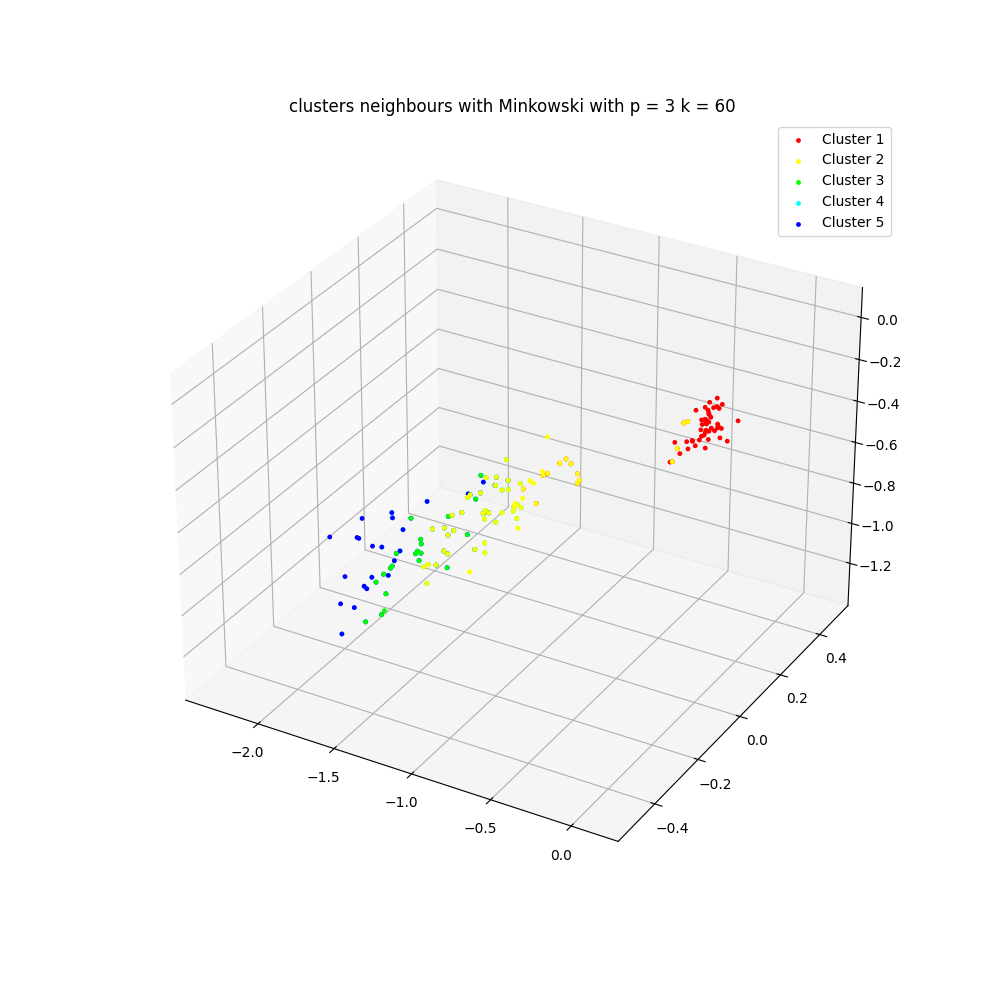 clusters neighbours with Minkowski with p = 3 k = 60
Cluster 1
Cluster 2
Cluster 3
Cluster 4
Cluster 5
0.0
−0.2
−0.4
−0.6
−0.8
−1.0
−1.2
0.4
0.2
0.0
−0.2
−0.4
−2.0
−1.5
−1.0
−0.5
0.0